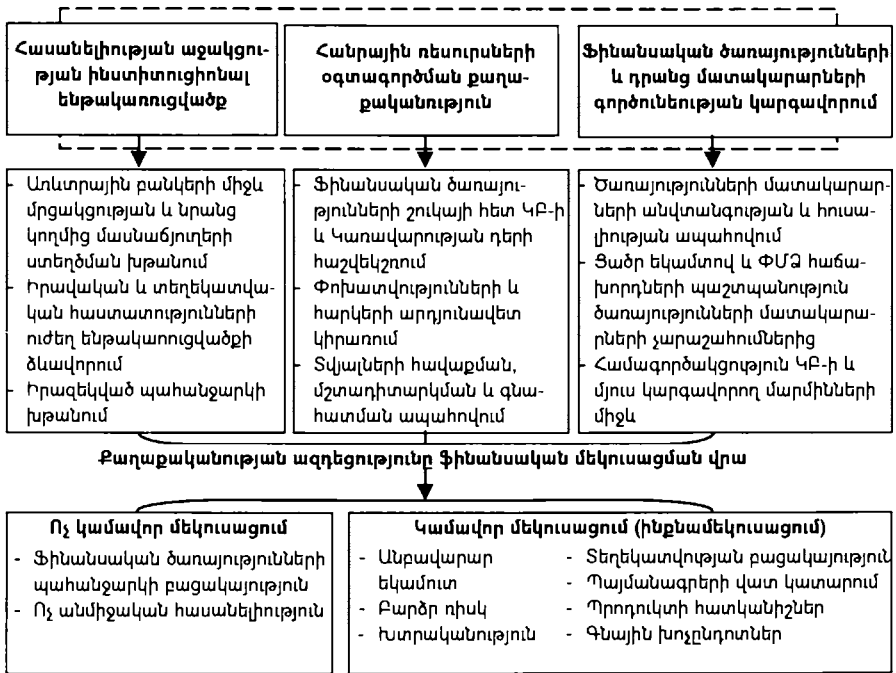 Հասանելիության աջակցու-
թյան ինստիտուցիոնալ
ենթակառուցվածք
Հանրային ռեսուրսների
օգտագործման քաղա-
քականություն
Ֆինանսական ծառայությունների
և դրանց մատակարարների
գործունեության կարգավորում
- Առևտրային բանկերի միջև
մրցակցության և նրանց
կողմից մասնաճյուղերի
ստեղծման խթանում
- Իրավական և տեղեկատվա-
կան հաստատությունների
ուժեղ ենթակառուցվածքի
ձևավորում
- Իրազեկված պահանջարկի
խթանում
- Ֆինանսական ծառայու-
թյունների շուկայի հետ ԿԲ-ի
և Կառավարության դերի
հաշվեկշռում
- Փոխատվությունների և
հարկերի արդյունավետ
կիրառում
- Տվյալների հավաքման,
մշտադիտարկման և գնա-
հատման ապահովում
- Ծառայությունների մատակարար-
ների անվտանգության և հուսա-
լիության ապահովում
- Ցածր եկամտով և ՓՄՁ հաճա-
խորդների պաշտպանություն
ծառայությունների մատակարար-
ների չարաշահումներից
- Համագործակցություն ԿԲ-ի և
մյուս կարգավորող մարմինների
միջև
Քաղաքականության ազդեցությունը ֆինանսական մեկուսացման վրա
Ոչ կամավոր մեկուսացում
- Ֆինանսական ծառայությունների
պահանջարկի բացակայություն
- Ոչ անմիջական հասանելիություն
Կամավոր մեկուսացում (ինքնամեկուսացում)
- Անբավարար
եկամուտ
- Բարձր ռիսկ
- Խտրականություն
- Տեղեկատվության բացակայություն
- Պայմանագրերի վատ կատարում
- Պրոդուկտի հատկանիշներ
- Գնային խոչընդոտներ